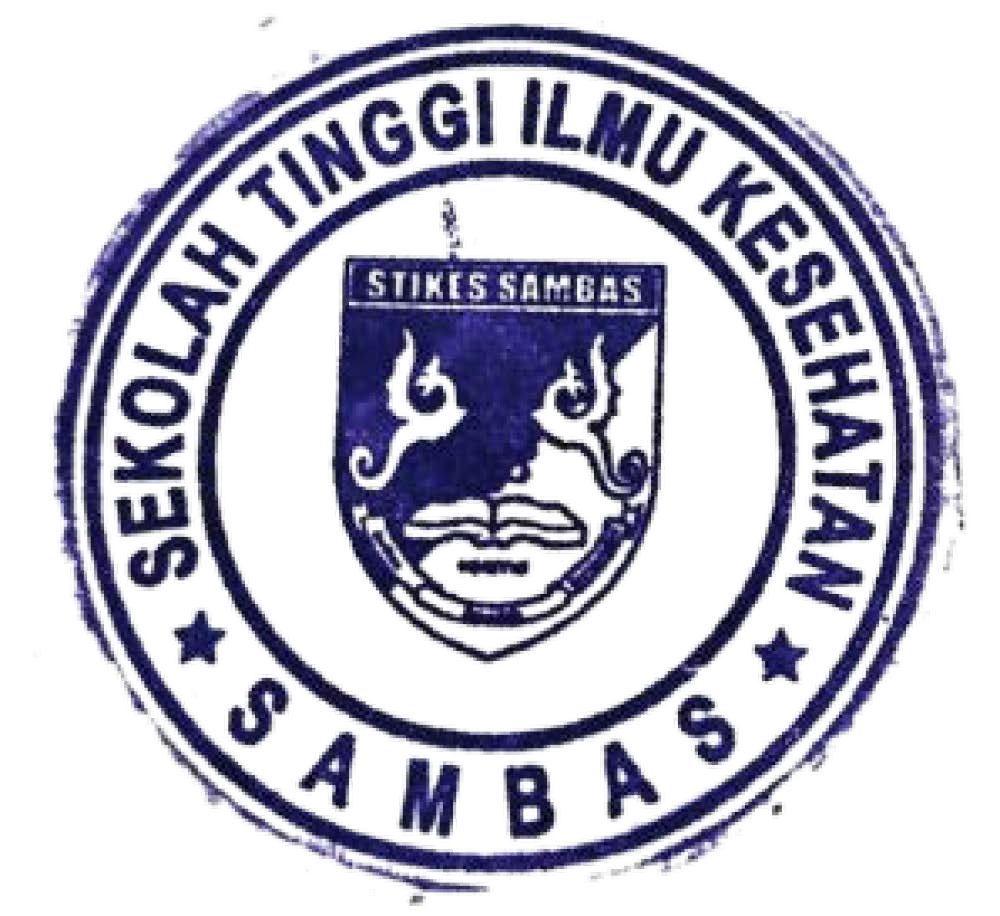 SEKOLAH TINGGI ILMU KESEHATAN
STIKES SAMBAS
★ SAMBAS ★